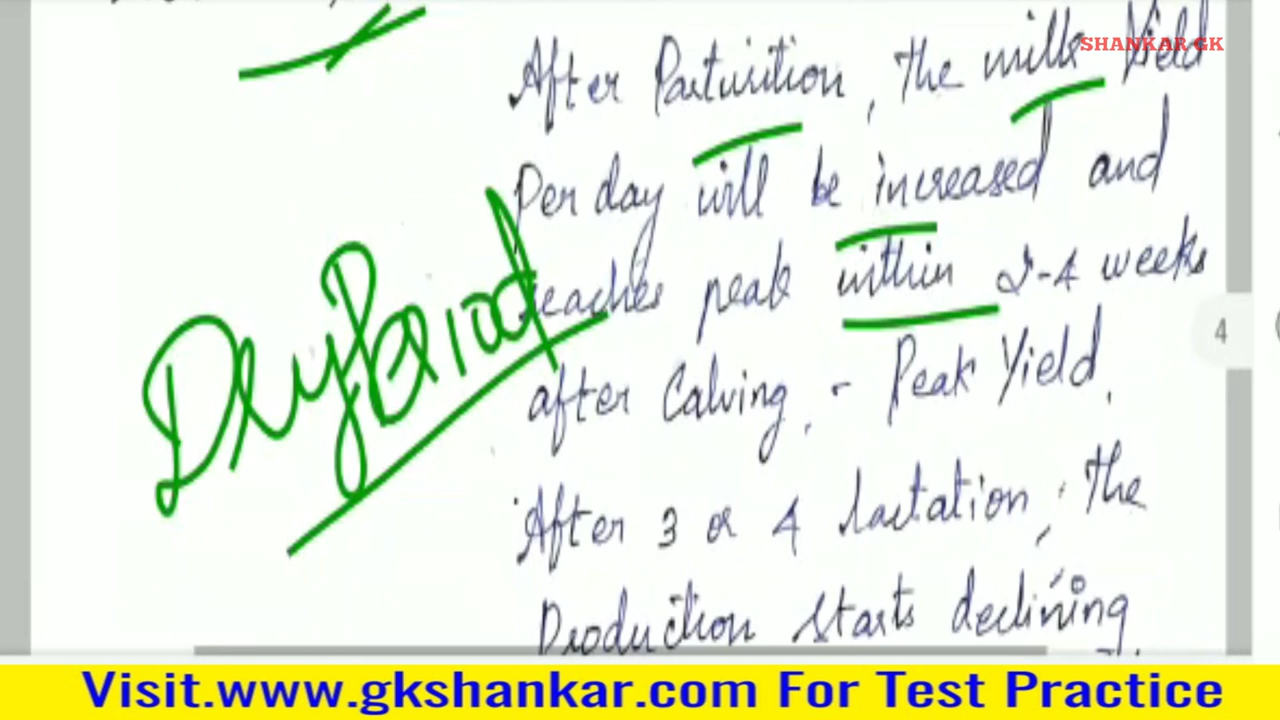 SHANKAR GK
After Parturition, the milk Yield
Per day will be increased and
reaches peak within 2-4 weeks
after Calving, - Peak Yield.
After 3 or 4 lactation, the
Production starts declining
Dry Period
4
Visit.www.gkshankar.com For Test Practice